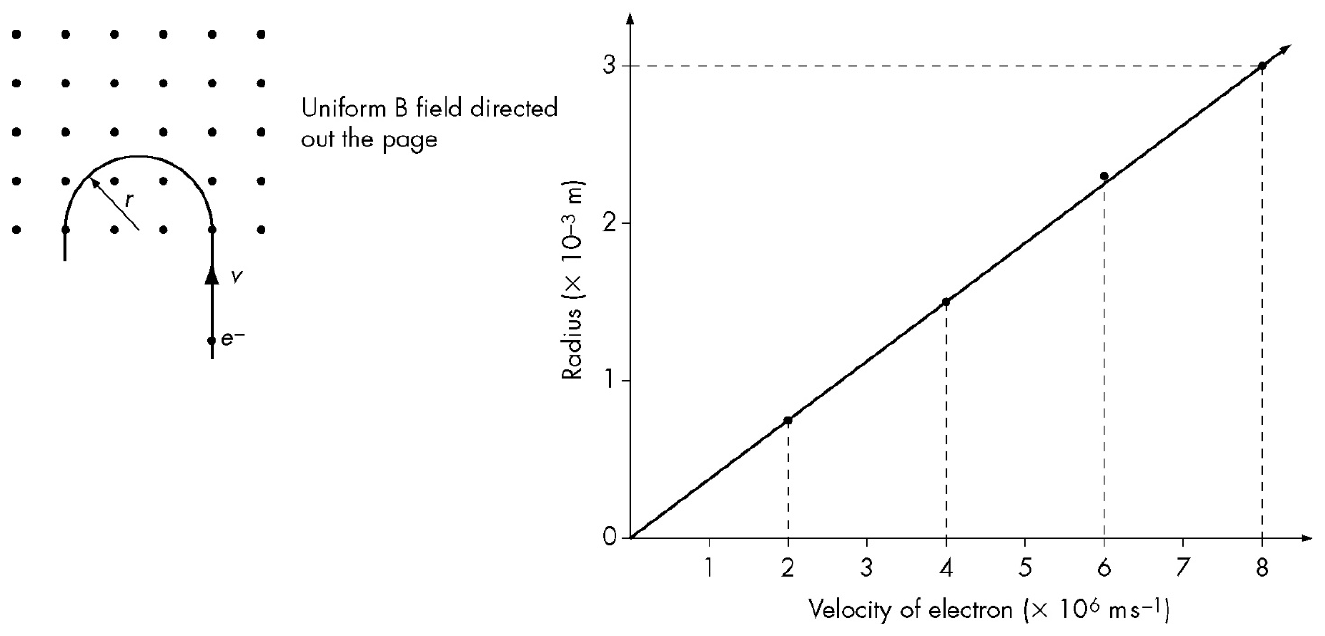 Uniform B field directed
out the page
r
v
e–
3
2
1
0
Radius (× 10–3 m)
1 2 3 4 5 6 7 8
Velocity of electron (× 106 ms–1)